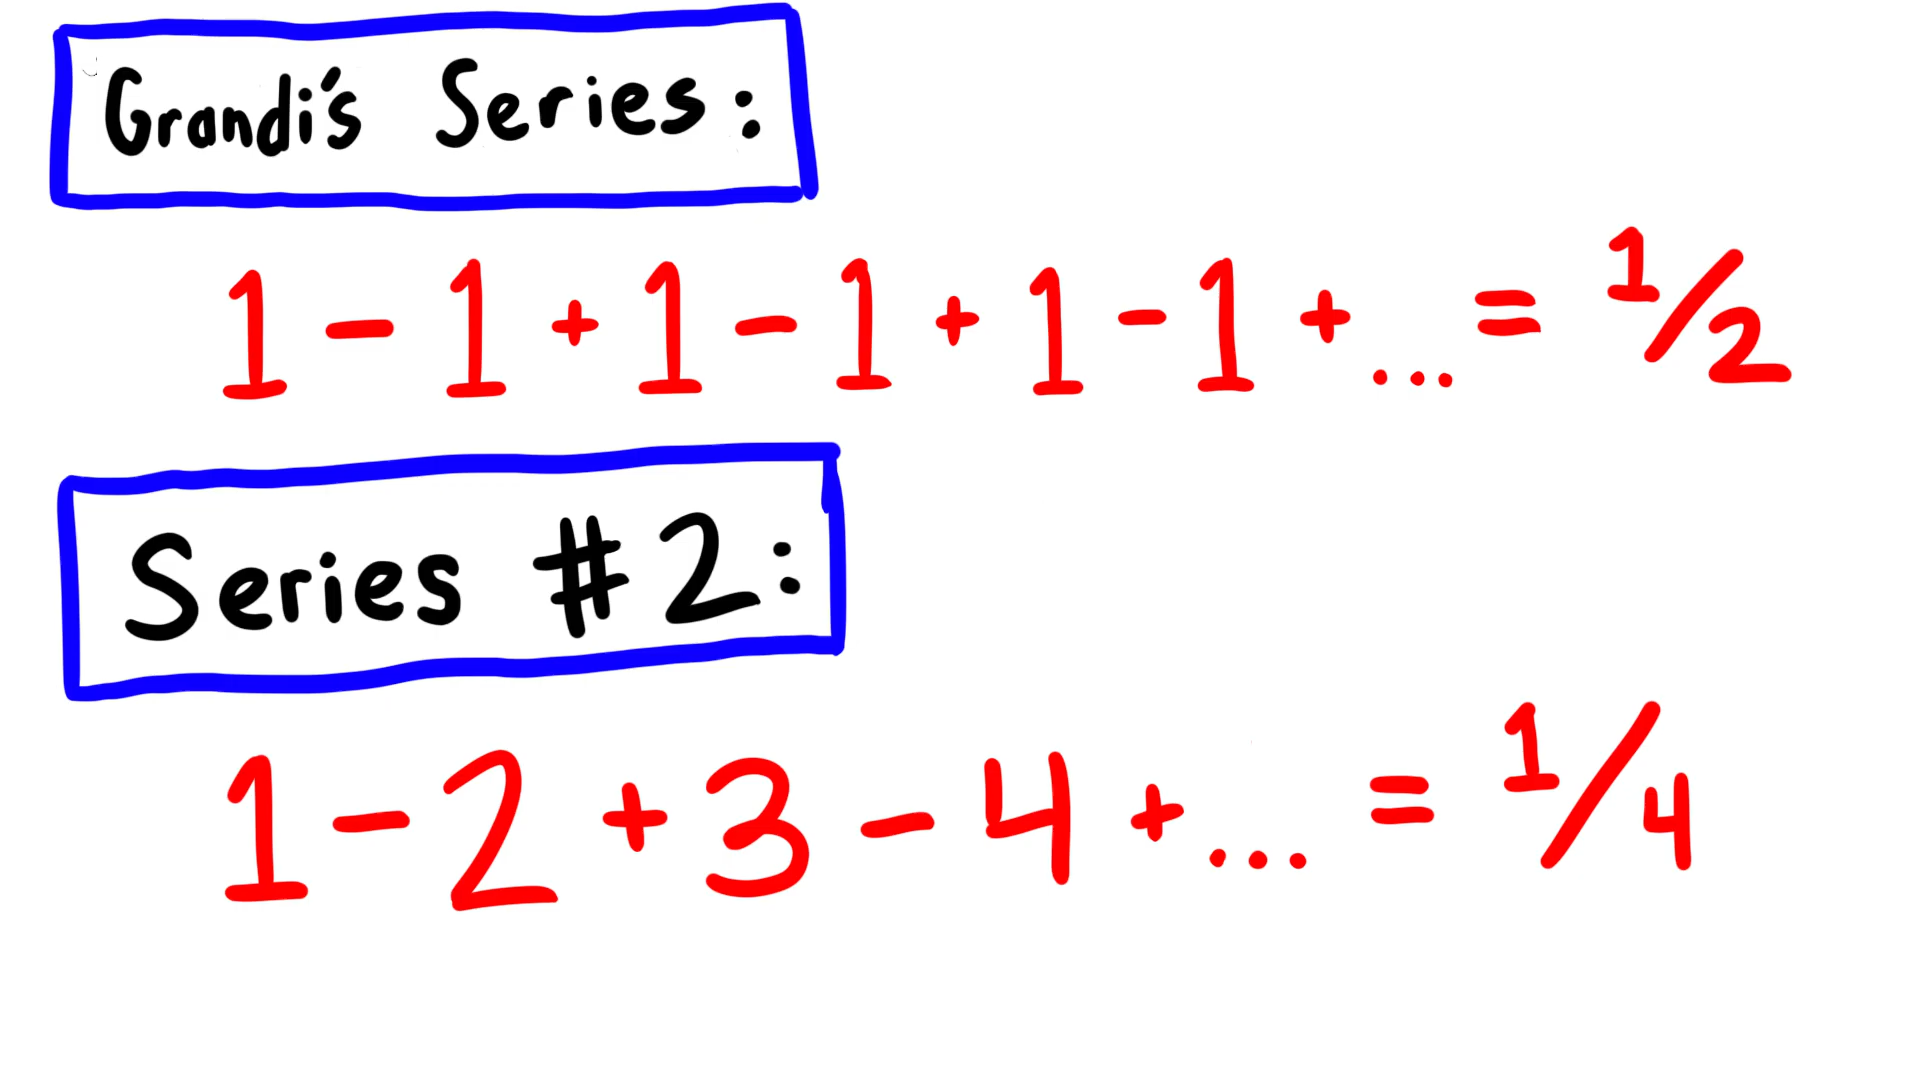 Grandi's Series:
1 - 1 + 1 - 1 + 1 - 1 + ... = 1/2
Series #2:
1 - 2 + 3 - 4 + ... = 1/4